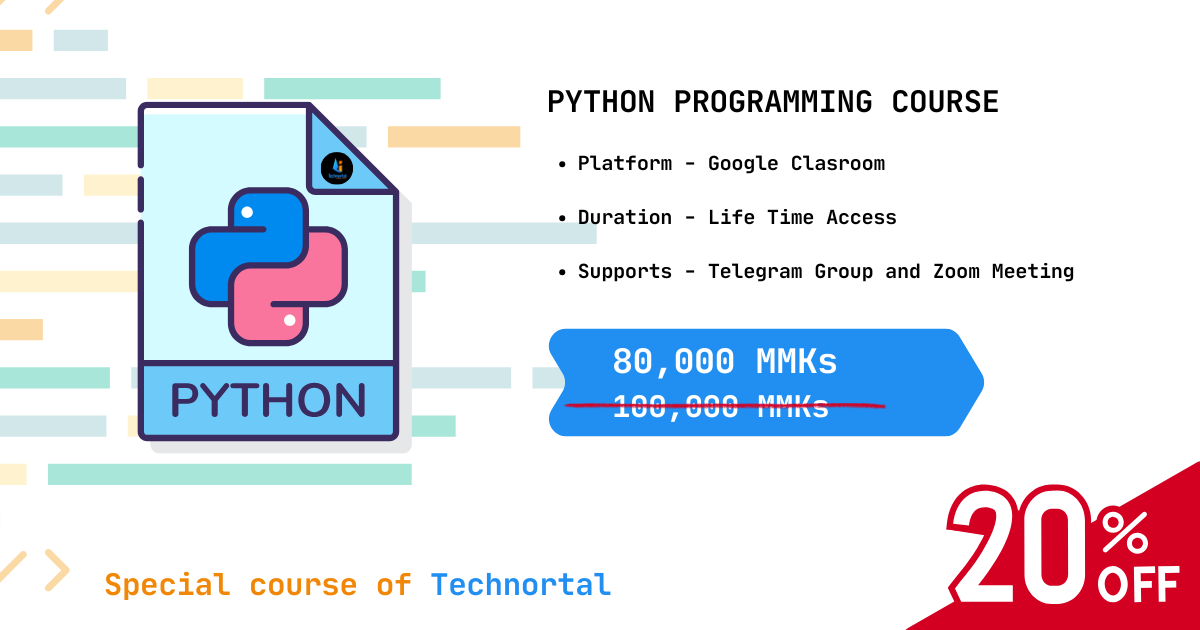 PYTHON PROGRAMMING COURSE
• Platform - Google Clasroom
• Duration - Life Time Access
• Supports - Telegram Group and Zoom Meeting
80,000 MMKs
100,000 MMKs
PYTHON
20%
OFF
Special course of Technortal